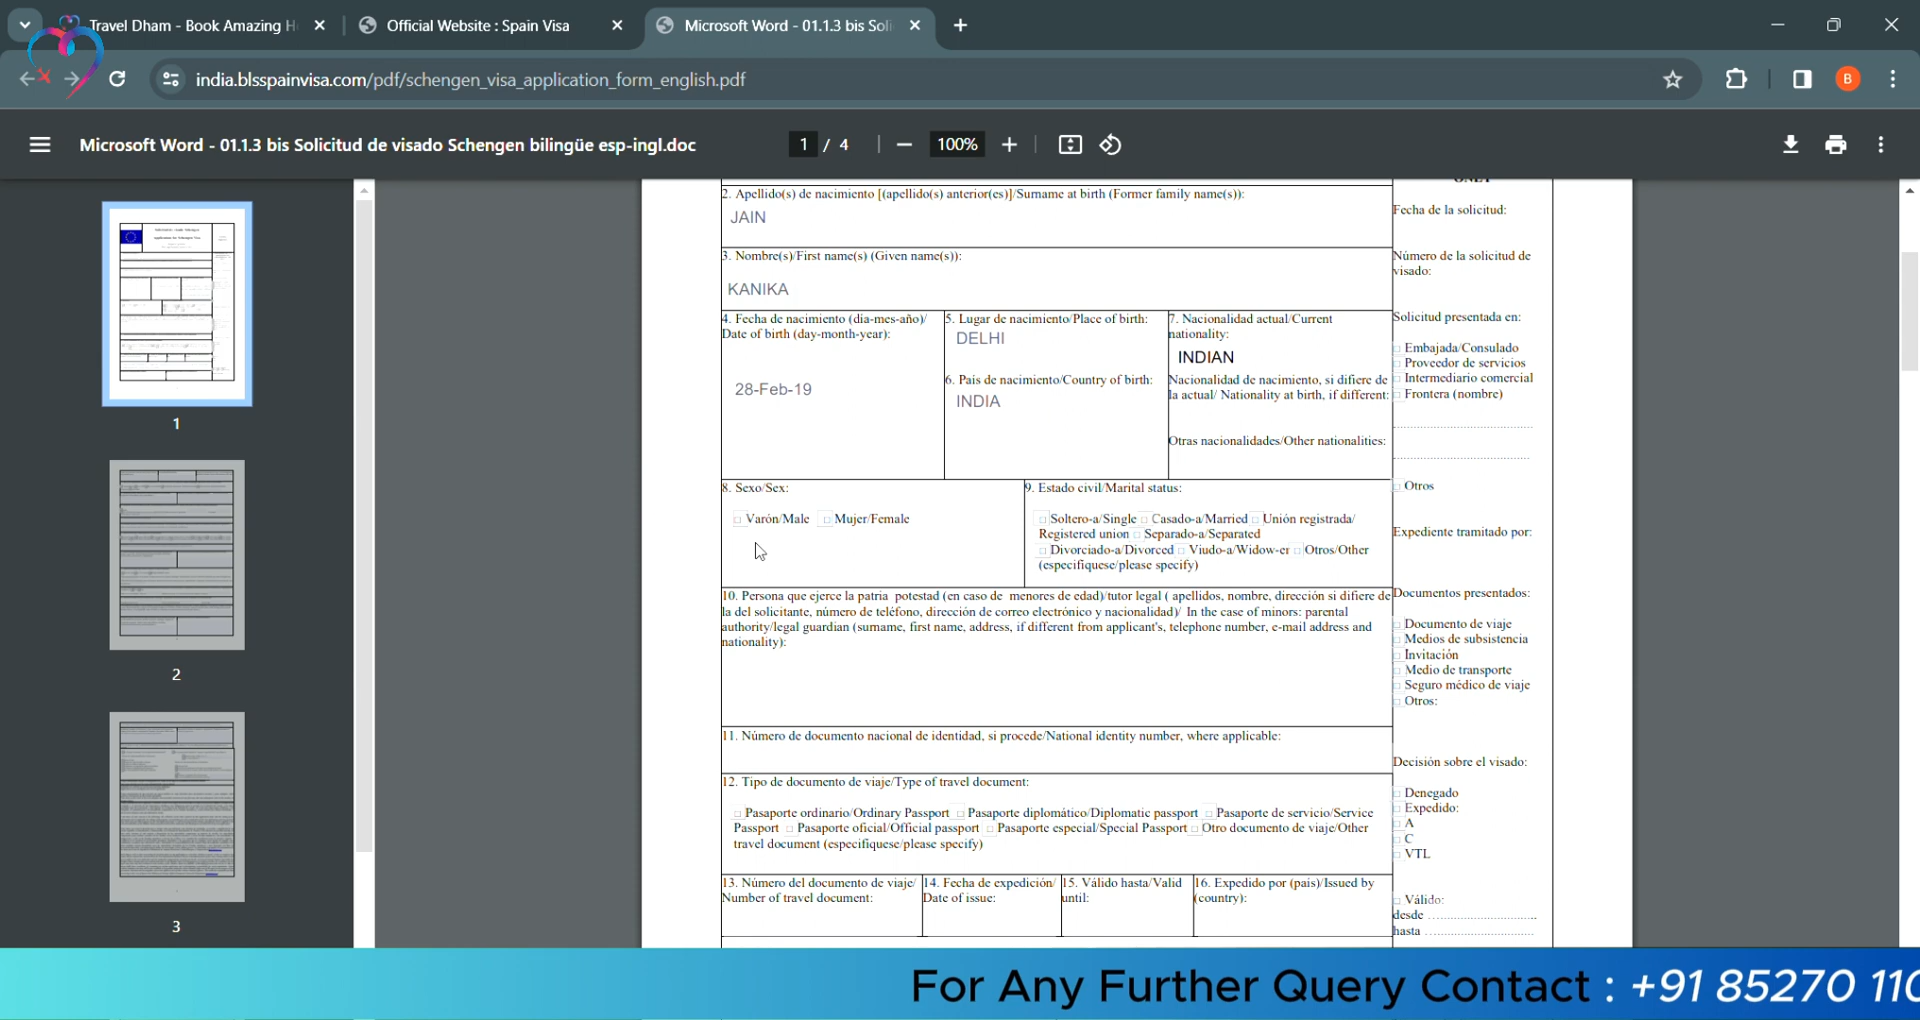 Travel Dham - Book Amazing H
Official Website : Spain Visa
Microsoft Word - 01.1.3 bis Soli
india.blsspainvisa.com/pdf/schengen_visa_application_form_english.pdf
B
Microsoft Word - 01.1.3 bis Solicitud de visado Schengen bilingüe esp-ingl.doc
1 / 4
100%
1
2
3
2. Apellido(s) de nacimiento [(apellido(s) anterior(es)]/Surname at birth (Former family name(s)):
JAIN
3. Nombre(s)/First name(s) (Given name(s)):
KANIKA
4. Fecha de nacimiento (día-mes-año)/
Date of birth (day-month-year):
28-Feb-19
5. Lugar de nacimiento/Place of birth:
DELHI
6. País de nacimiento/Country of birth:
INDIA
7. Nacionalidad actual/Current
nationality:
INDIAN
Nacionalidad de nacimiento, si difiere de
la actual/ Nationality at birth, if different:
Otras nacionalidades/Other nationalities:
8. Sexo/Sex:
Varón/Male Mujer/Female
9. Estado civil/Marital status:
Soltero-a/Single Casado-a/Married Unión registrada/
Registered union Separado-a/Separated
Divorciado-a/Divorced Viudo-a/Widow-er Otros/Other
(especifíquese/please specify)
10. Persona que ejerce la patria potestad (en caso de menores de edad)/tutor legal ( apellidos, nombre, dirección si difiere de
la del solicitante, número de teléfono, dirección de correo electrónico y nacionalidad)/ In the case of minors: parental
authority/legal guardian (surname, first name, address, if different from applicant's, telephone number, e-mail address and
nationality):
11. Número de documento nacional de identidad, si procede/National identity number, where applicable:
12. Tipo de documento de viaje/Type of travel document:
Pasaporte ordinario/Ordinary Passport Pasaporte diplomático/Diplomatic passport Pasaporte de servicio/Service
Passport Pasaporte oficial/Official passport Pasaporte especial/Special Passport Otro documento de viaje/Other
travel document (especifíquese/please specify)
13. Número del documento de viaje/
Number of travel document:
14. Fecha de expedición/
Date of issue:
15. Válido hasta/Valid
until:
16. Expedido por (país)/Issued by
(country):
Fecha de la solicitud:
Número de la solicitud de
visado:
Solicitud presentada en:
Embajada/Consulado
Proveedor de servicios
Intermediario comercial
Frontera (nombre)
Otros
Expediente tramitado por:
Documentos presentados:
Documento de viaje
Medios de subsistencia
Invitación
Medio de transporte
Seguro médico de viaje
Otros:
Decisión sobre el visado:
Denegado
Expedido:
A
C
VTL
Válido:
desde
hasta
For Any Further Query Contact : +91 85270 110